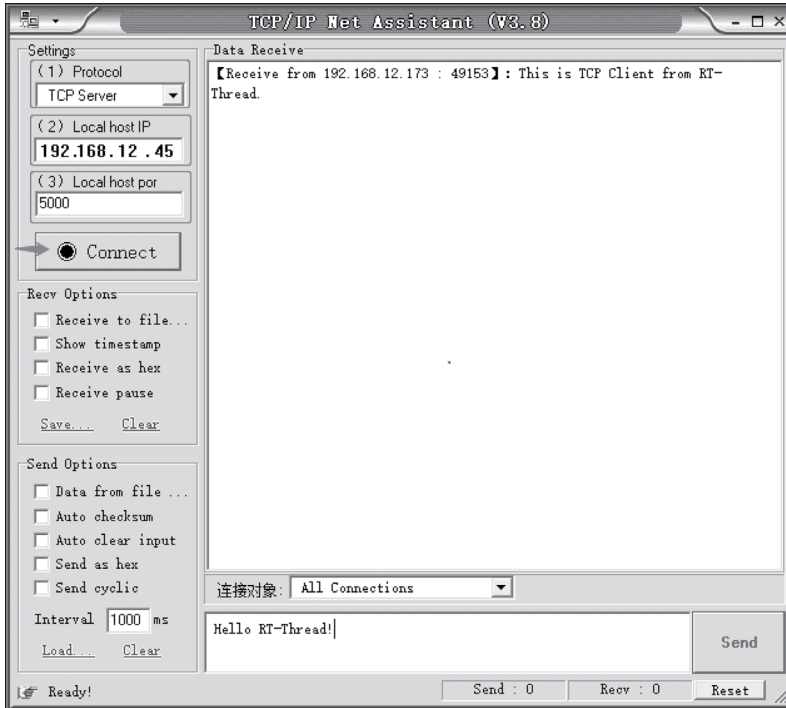 TCP/IP Net Assistant (V3.8)
Settings
(1) Protocol
TCP Server
(2) Local host IP
192.168.12 .45
(3) Local host por
5000
Connect
Recv Options
Receive to file...
Show timestamp
Receive as hex
Receive pause
Save... Clear
Send Options
Data from file ...
Auto checksum
Auto clear input
Send as hex
Send cyclic
Interval 1000 ms
Load... Clear
Data Receive
【Receive from 192.168.12.173 : 49153】: This is TCP Client from RT-
Thread.
连接对象: All Connections
Hello RT-Thread!
Send
Ready!
Send : 0
Recv : 0
Reset